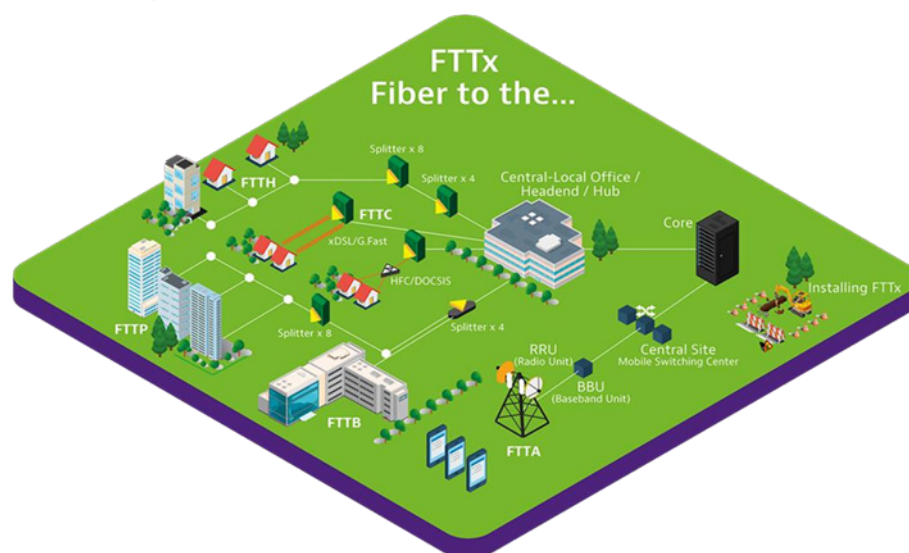 FTTx
Fiber to the...
Splitter x 8
Splitter x 4
Central-Local Office /
Headend / Hub
FTTH
FTTC
Core
xDSL/G.Fast
HFC/DOCSIS
Installing FTTx
FTTP
Splitter x 8
Splitter x 4
Central Site
Mobile Switching Center
RRU
(Radio Unit)
BBU
(Baseband Unit)
FTTB
FTTA